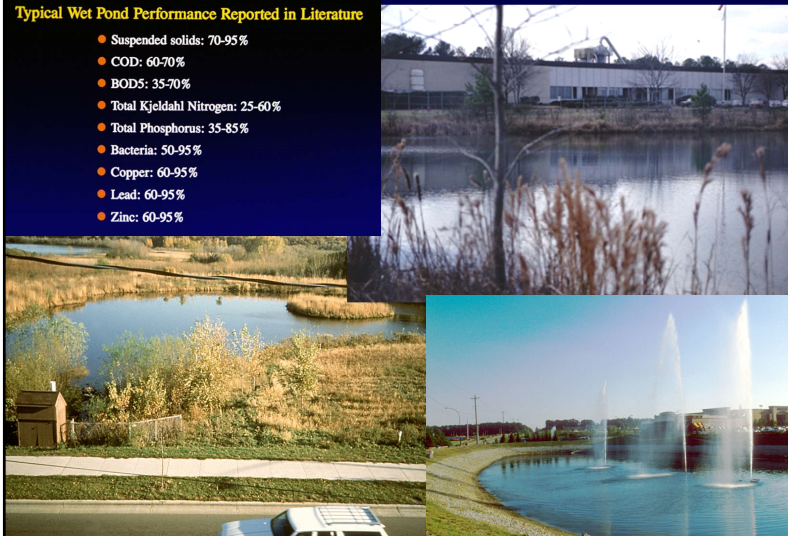 Typical Wet Pond Performance Reported in Literature
Suspended solids: 70-95%
COD: 60-70%
BOD5: 35-70%
Total Kjeldahl Nitrogen: 25-60%
Total Phosphorus: 35-85%
Bacteria: 50-95%
Copper: 60-95%
Lead: 60-95%
Zinc: 60-95%